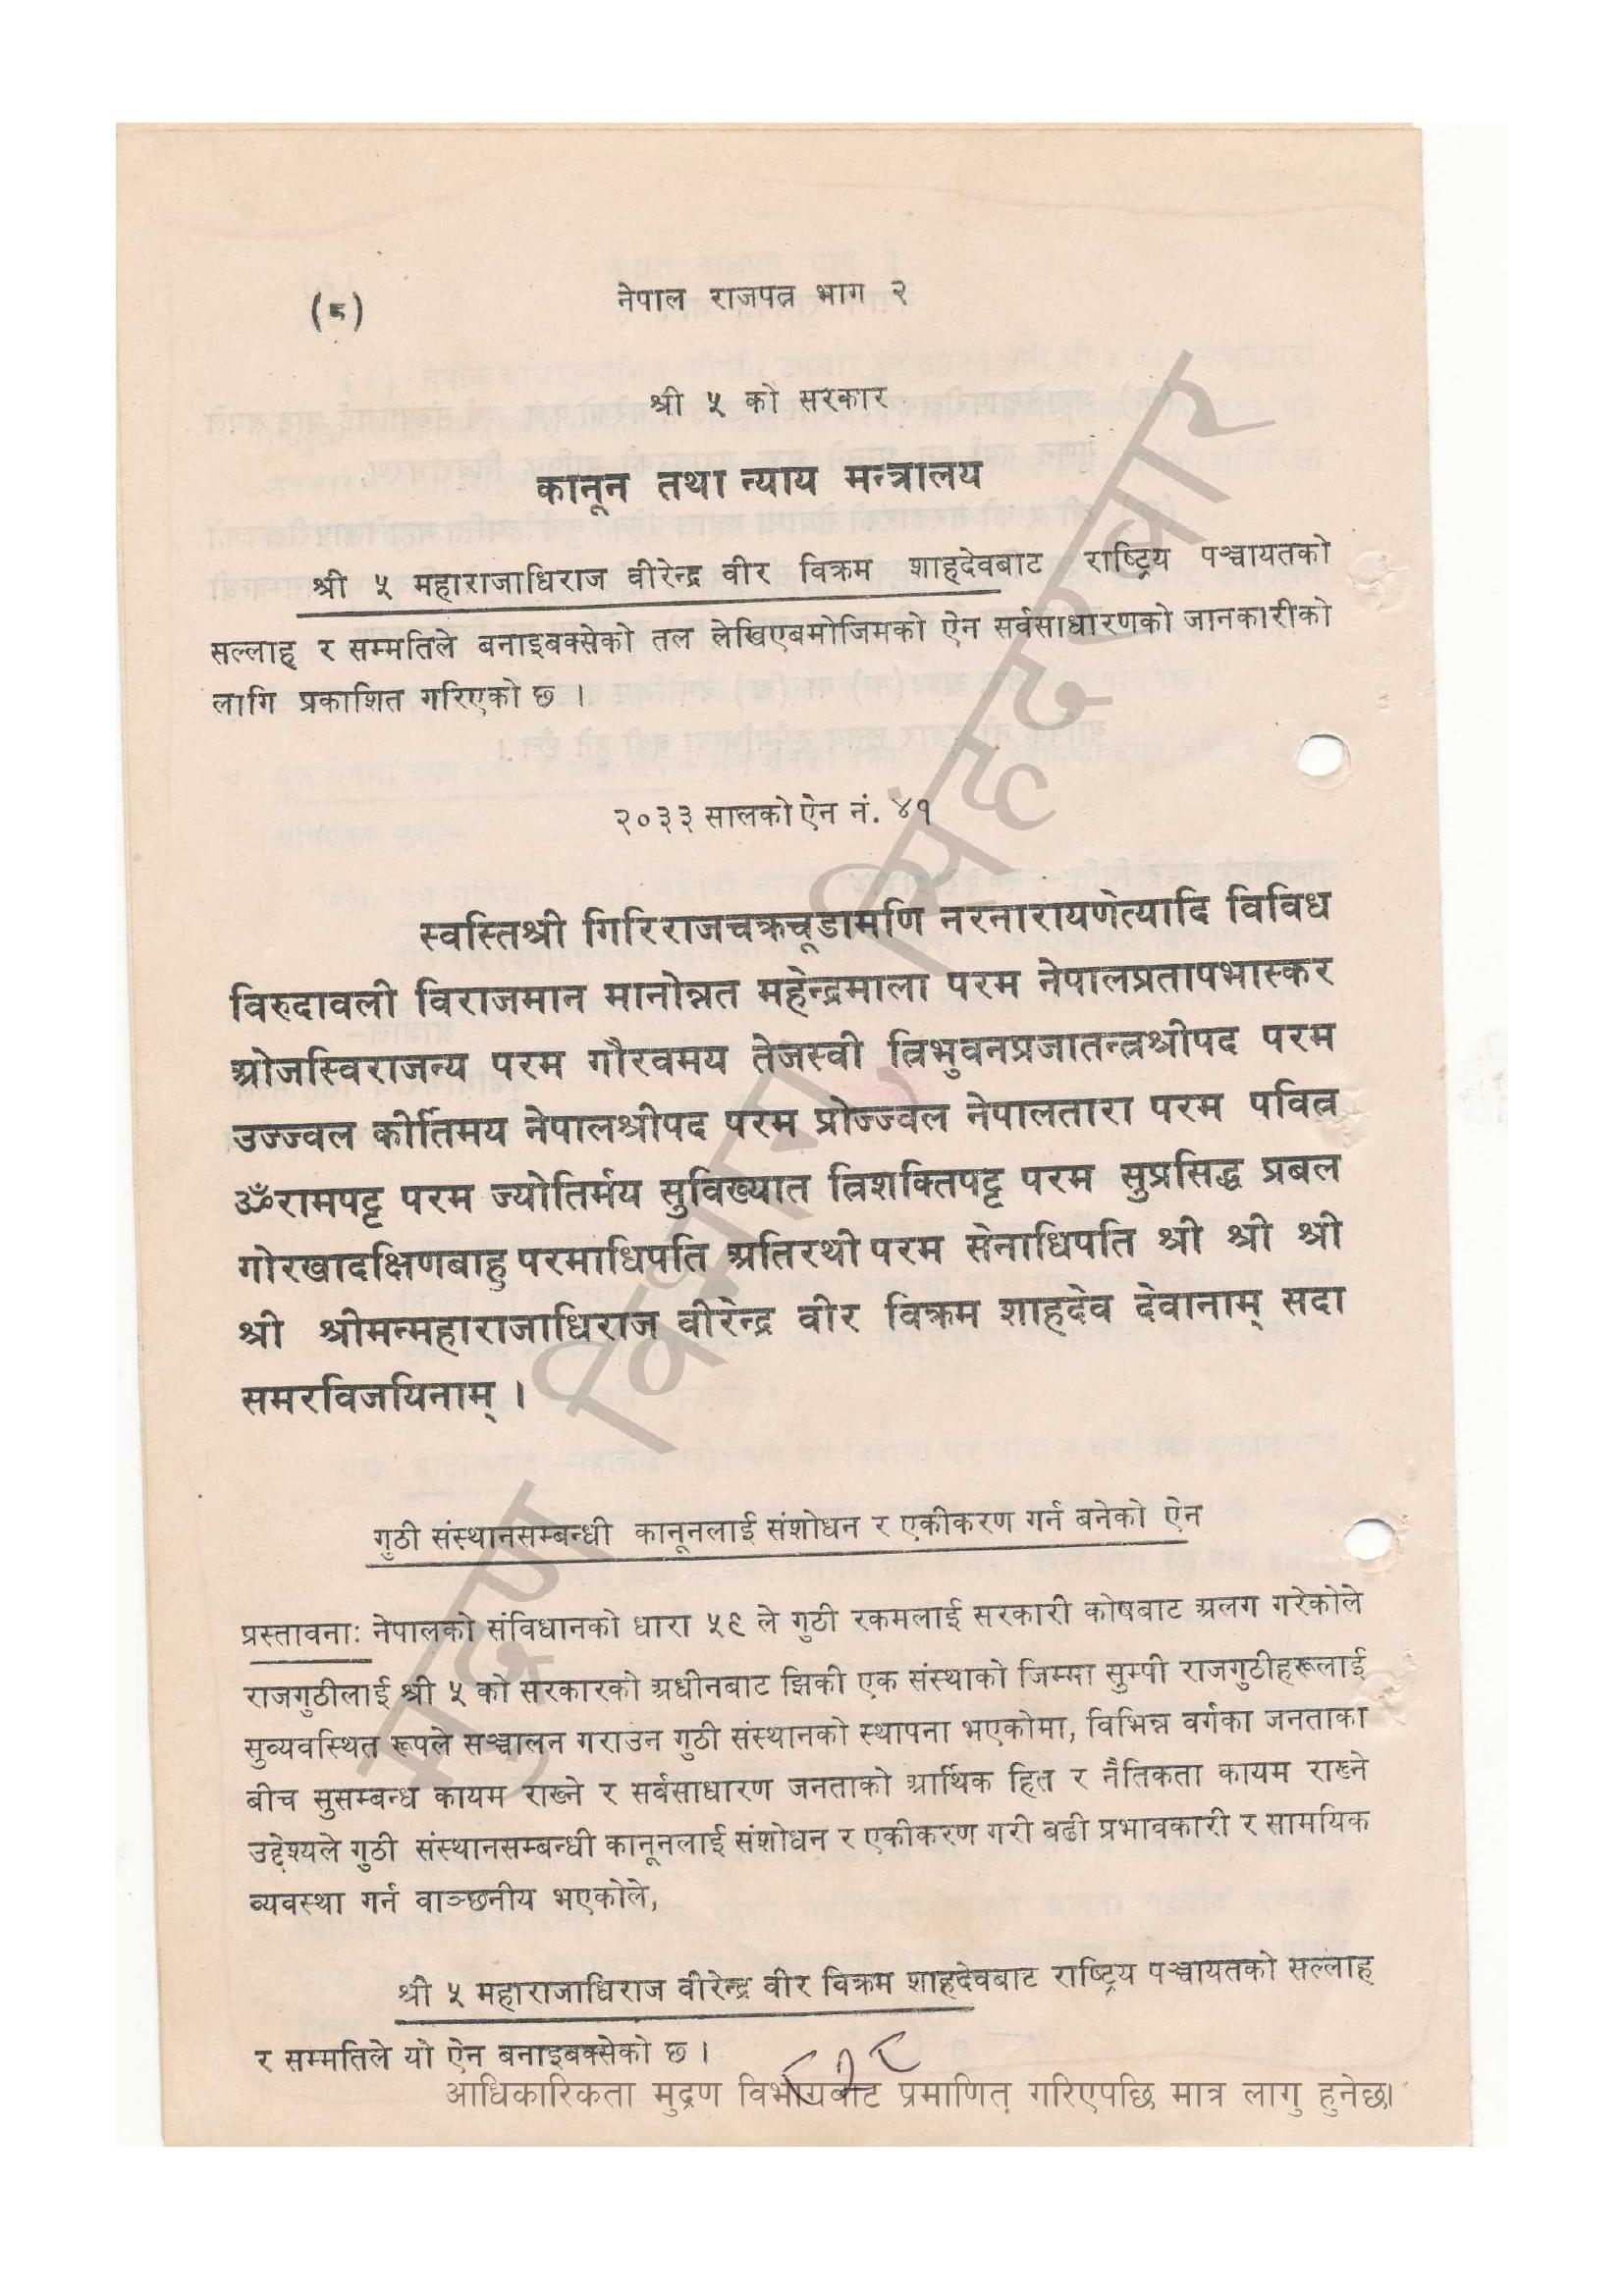 (८)
नेपाल राजपत्र भाग २
श्री ५ को सरकार
कानून तथा न्याय मन्त्रालय
श्री ५ महाराजाधिराज वीरेन्द्र वीर विक्रम शाहदेवबाट राष्ट्रिय पञ्चायतको
सल्लाह र सम्मतिले बनाइबक्सेको तल लेखिएबमोजिमको ऐन सर्वसाधारणको जानकारीको
लागि प्रकाशित गरिएको छ ।
२०३३ सालको ऐन नं. ४१
स्वस्तिश्री गिरिराजचक्रचूडामणि नरनारायणेत्यादि विविध
विरुदावली विराजमान मानोन्नत महेन्द्रमाला परम नेपालप्रतापभास्कर
ओजस्विराजन्य परम गौरवमय तेजस्वी त्रिभुवनप्रजातन्त्रश्रीपद परम
उज्ज्वल कीर्तिमय नेपालश्रीपद परम प्रोज्ज्वल नेपालतारा परम पवित्र
ॐरामपट्ट परम ज्योतिर्मय सुविख्यात त्रिशक्तिपट्ट परम सुप्रसिद्ध प्रबल
गोरखादक्षिणबाहु परमाधिपति अतिरथी परम सेनाधिपति श्री श्री श्री
श्री श्रीमन्महाराजाधिराज वीरेन्द्र वीर विक्रम शाहदेव देवानाम् सदा
समरविजयिनाम् ।
गुठी संस्थानसम्बन्धी कानूनलाई संशोधन र एकीकरण गर्न बनेको ऐन
प्रस्तावनाः नेपालको संविधानको धारा ५९ ले गुठी रकमलाई सरकारी कोषबाट अलग गरेकोले
राजगुठीलाई श्री ५ को सरकारको अधीनबाट झिकी एक संस्थाको जिम्मा सुम्पी राजगुठीहरूलाई
सुव्यवस्थित रूपले सञ्चालन गराउन गुठी संस्थानको स्थापना भएकोमा, विभिन्न वर्गका जनताका
बीच सुसम्बन्ध कायम राख्ने र सर्वसाधारण जनताको आर्थिक हित र नैतिकता कायम राख्ने
उद्देश्यले गुठी संस्थानसम्बन्धी कानूनलाई संशोधन र एकीकरण गरी बढी प्रभावकारी र सामयिक
व्यवस्था गर्न वाञ्छनीय भएकोले,
श्री ५ महाराजाधिराज वीरेन्द्र वीर विक्रम शाहदेवबाट राष्ट्रिय पञ्चायतको सल्लाह
र सम्मतिले यो ऐन बनाइबक्सेको छ ।
आधिकारिकता मुद्रण विभागबाट प्रमाणित गरिएपछि मात्र लागु हुनेछ।
मुद्रण विभाग, सिंहदरबार